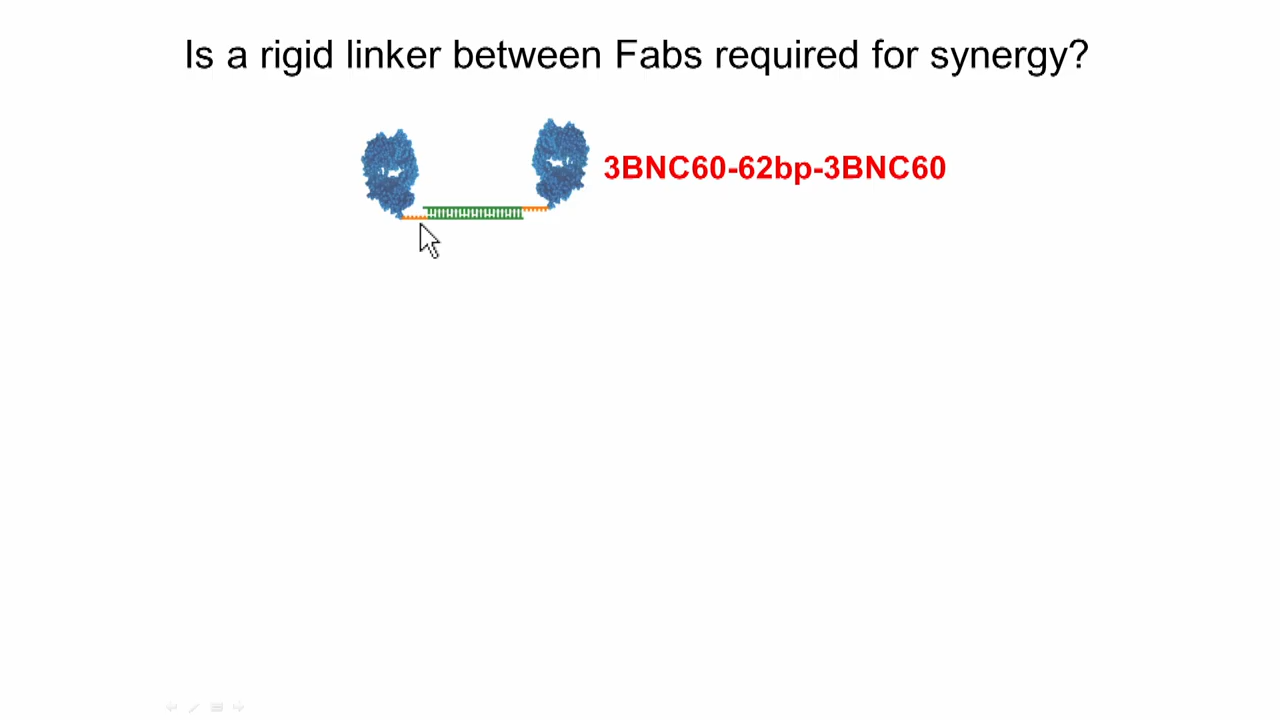 Is a rigid linker between Fabs required for synergy?
3BNC60-62bp-3BNC60